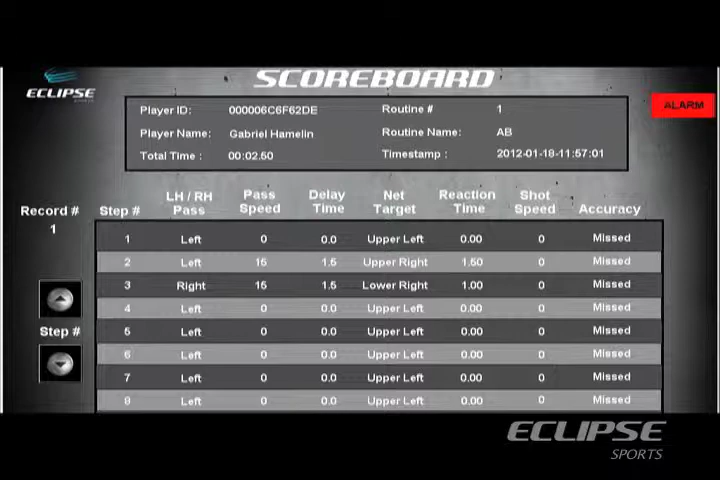 SCOREBOARD
ECLIPSE
SPORTS
ALARM
Player ID: 000006C6F62DE Routine # 1
Player Name: Gabriel Hamelin Routine Name: AB
Total Time : 00:02.50 Timestamp : 2012-01-18-11:57:01
Record #
1
Step # LH / RH Pass Pass Speed Delay Time Net Target Reaction Time Shot Speed Accuracy
1 Left 0 0.0 Upper Left 0.00 0 Missed
2 Left 15 1.5 Upper Right 1.50 0 Missed
3 Right 15 1.5 Lower Right 1.00 0 Missed
4 Left 0 0.0 Upper Left 0.00 0 Missed
5 Left 0 0.0 Upper Left 0.00 0 Missed
6 Left 0 0.0 Upper Left 0.00 0 Missed
7 Left 0 0.0 Upper Left 0.00 0 Missed
8 Left 0 0.0 Upper Left 0.00 0 Missed
Step #
ECLIPSE
SPORTS